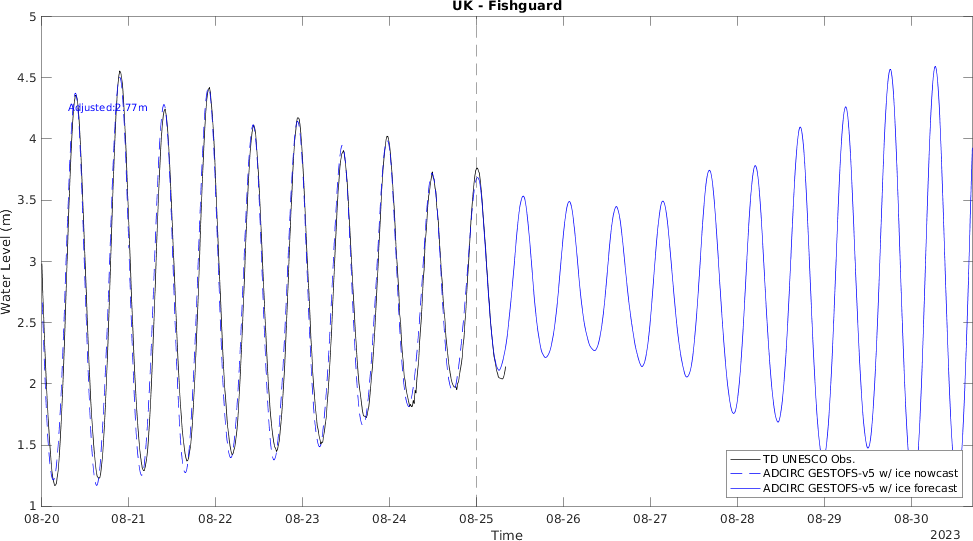 UK - Fishguard
5
4.5
Adjusted:2.77m
4
3.5
3
2.5
2
1.5
1
Water Level (m)
TD UNESCO Obs.
ADCIRC GESTOFS-v5 w/ ice nowcast
ADCIRC GESTOFS-v5 w/ ice forecast
08-20 08-21 08-22 08-23 08-24 08-25 08-26 08-27 08-28 08-29 08-30
Time
2023